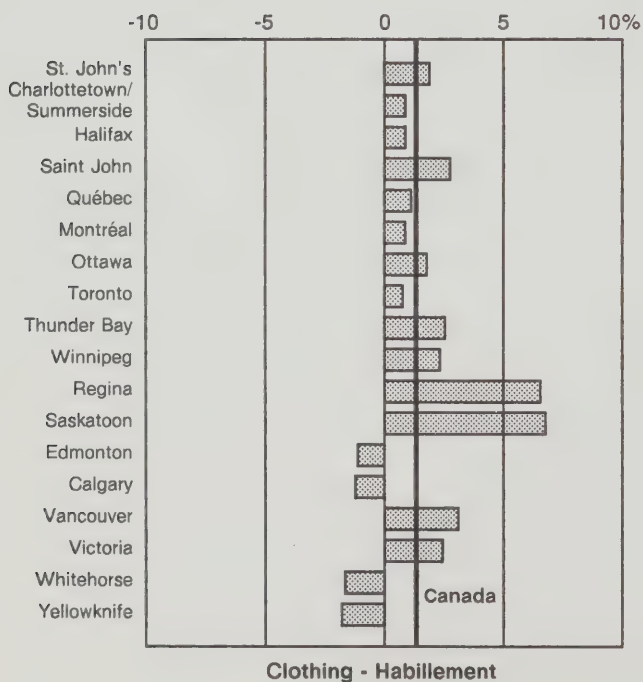 -10 -5 0 5 10%
St. John's
Charlottetown/
Summerside
Halifax
Saint John
Québec
Montréal
Ottawa
Toronto
Thunder Bay
Winnipeg
Regina
Saskatoon
Edmonton
Calgary
Vancouver
Victoria
Whitehorse
Canada
Yellowknife
Clothing - Habillement